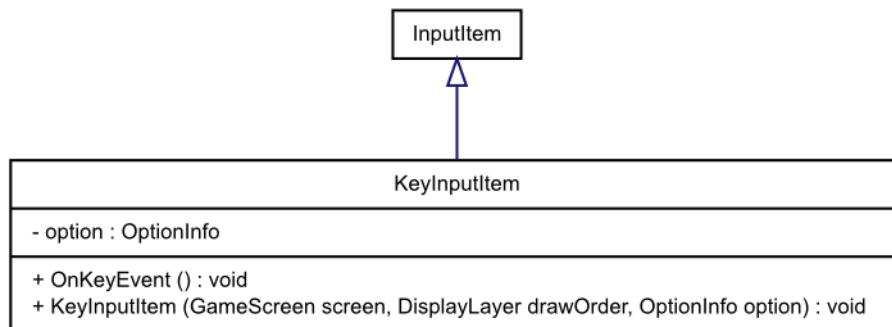 InputItem
KeyInputItem
- option : OptionInfo
+ OnKeyEvent () : void
+ KeyInputItem (GameScreen screen, DisplayLayer drawOrder, OptionInfo option) : void